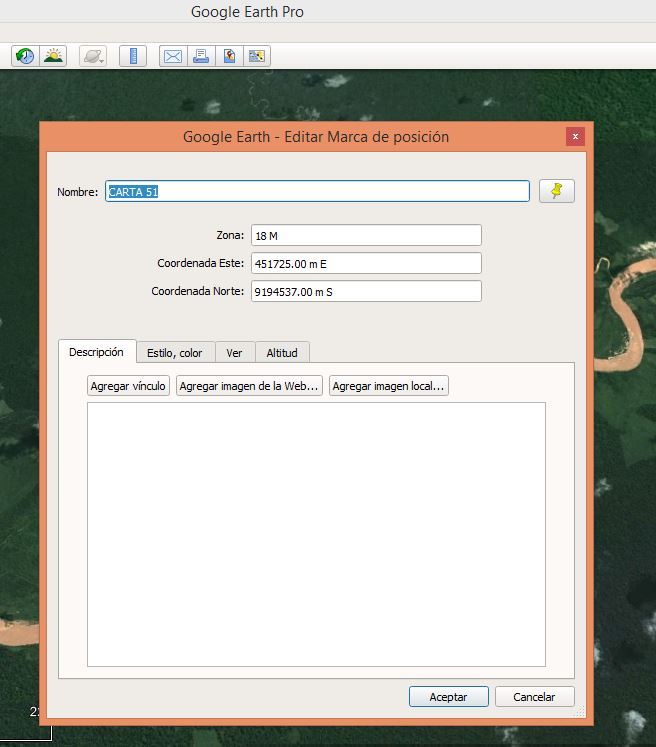 Google Earth Pro
Google Earth - Editar Marca de posición
x
Nombre: CARTA 51
Zona: 18 M
Coordenada Este: 451725.00 m E
Coordenada Norte: 9194537.00 m S
Descripción Estilo, color Ver Altitud
Agregar vínculo Agregar imagen de la Web... Agregar imagen local...
Aceptar Cancelar